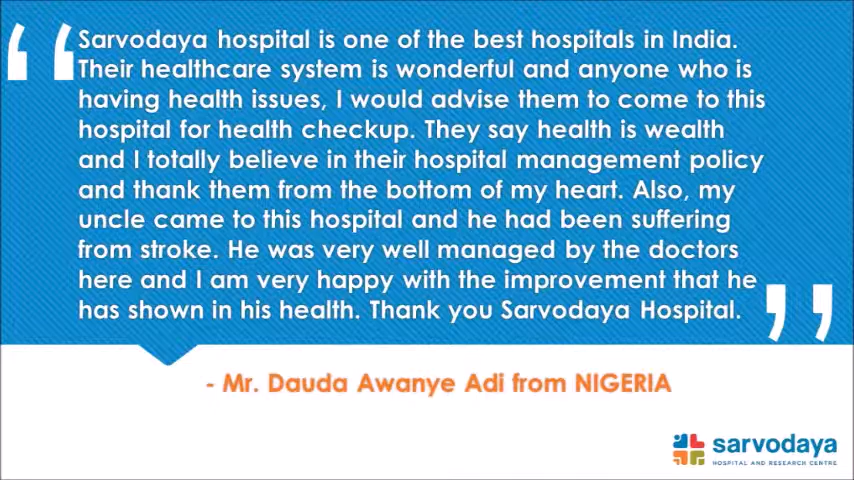 Sarvodaya hospital is one of the best hospitals in India.
Their healthcare system is wonderful and anyone who is
having health issues, I would advise them to come to this
hospital for health checkup. They say health is wealth
and I totally believe in their hospital management policy
and thank them from the bottom of my heart. Also, my
uncle came to this hospital and he had been suffering
from stroke. He was very well managed by the doctors
here and I am very happy with the improvement that he
has shown in his health. Thank you Sarvodaya Hospital.
- Mr. Dauda Awanye Adi from NIGERIA
sarvodaya
HOSPITAL AND RESEARCH CENTRE